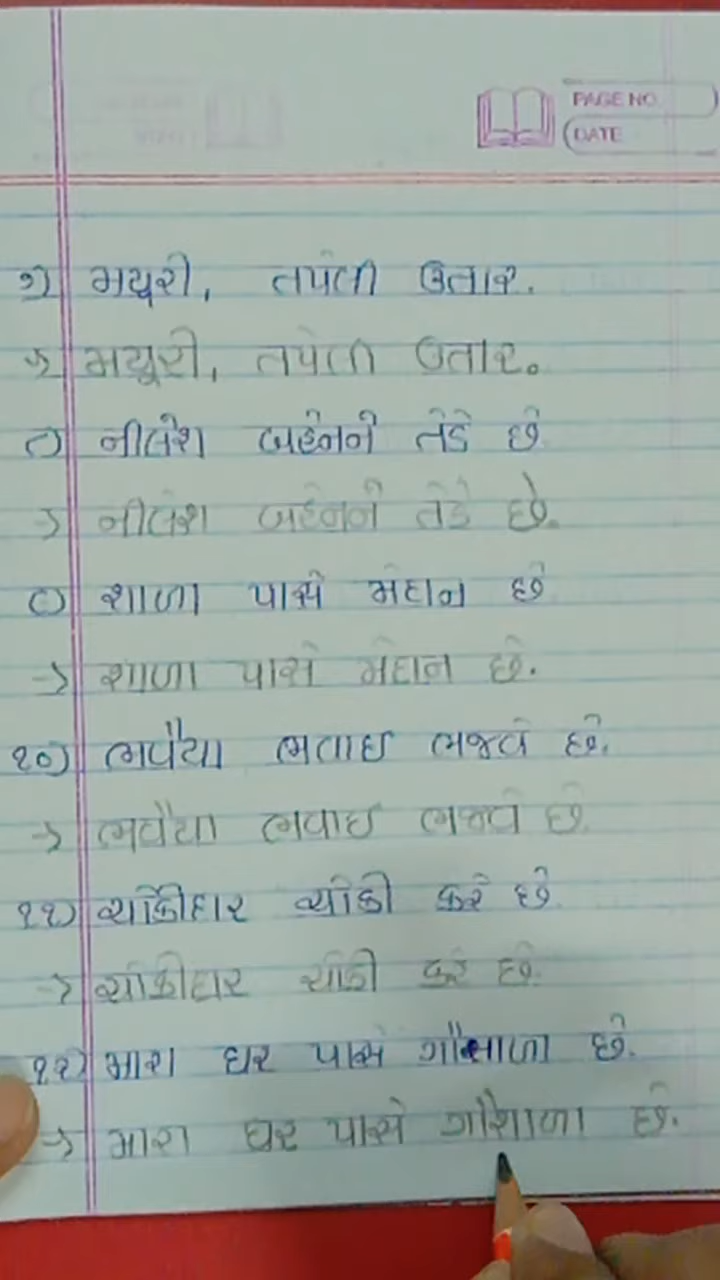 PAGE NO.
DATE
૭) મયુરી, તપેલી ઉતાર.
→ મયુરી, તપેલી ઉતાર.
૮) નીલેશ બહેનને તેડે છે
→ નીલેશ બહેનને તેડે છે.
૯) શાળા પાસે મેદાન છે
→ શાળા પાસે મેદાન છે.
૧૦) ભવૈયા ભવાઈ ભજવે છે.
→ ભવૈયા ભવાઈ ભજવે છે.
૧૧) ચોકીદાર ચોકી કરે છે.
→ ચોકીદાર ચોકી કરે છે.
૧૨) મારા ઘર પાસે ગૌસાળા છે.
→ મારા ઘર પાસે ગૌશાળા છે.